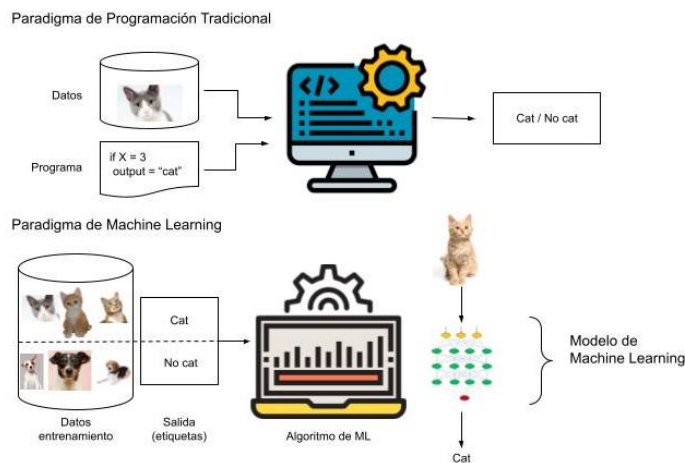 Paradigma de Programación Tradicional
Datos
</>
Cat / No cat
Programa
if X = 3
output = “cat”
Paradigma de Machine Learning
Cat
No cat
Modelo de
Machine Learning
Datos
entrenamiento
Salida
(etiquetas)
Algoritmo de ML
Cat